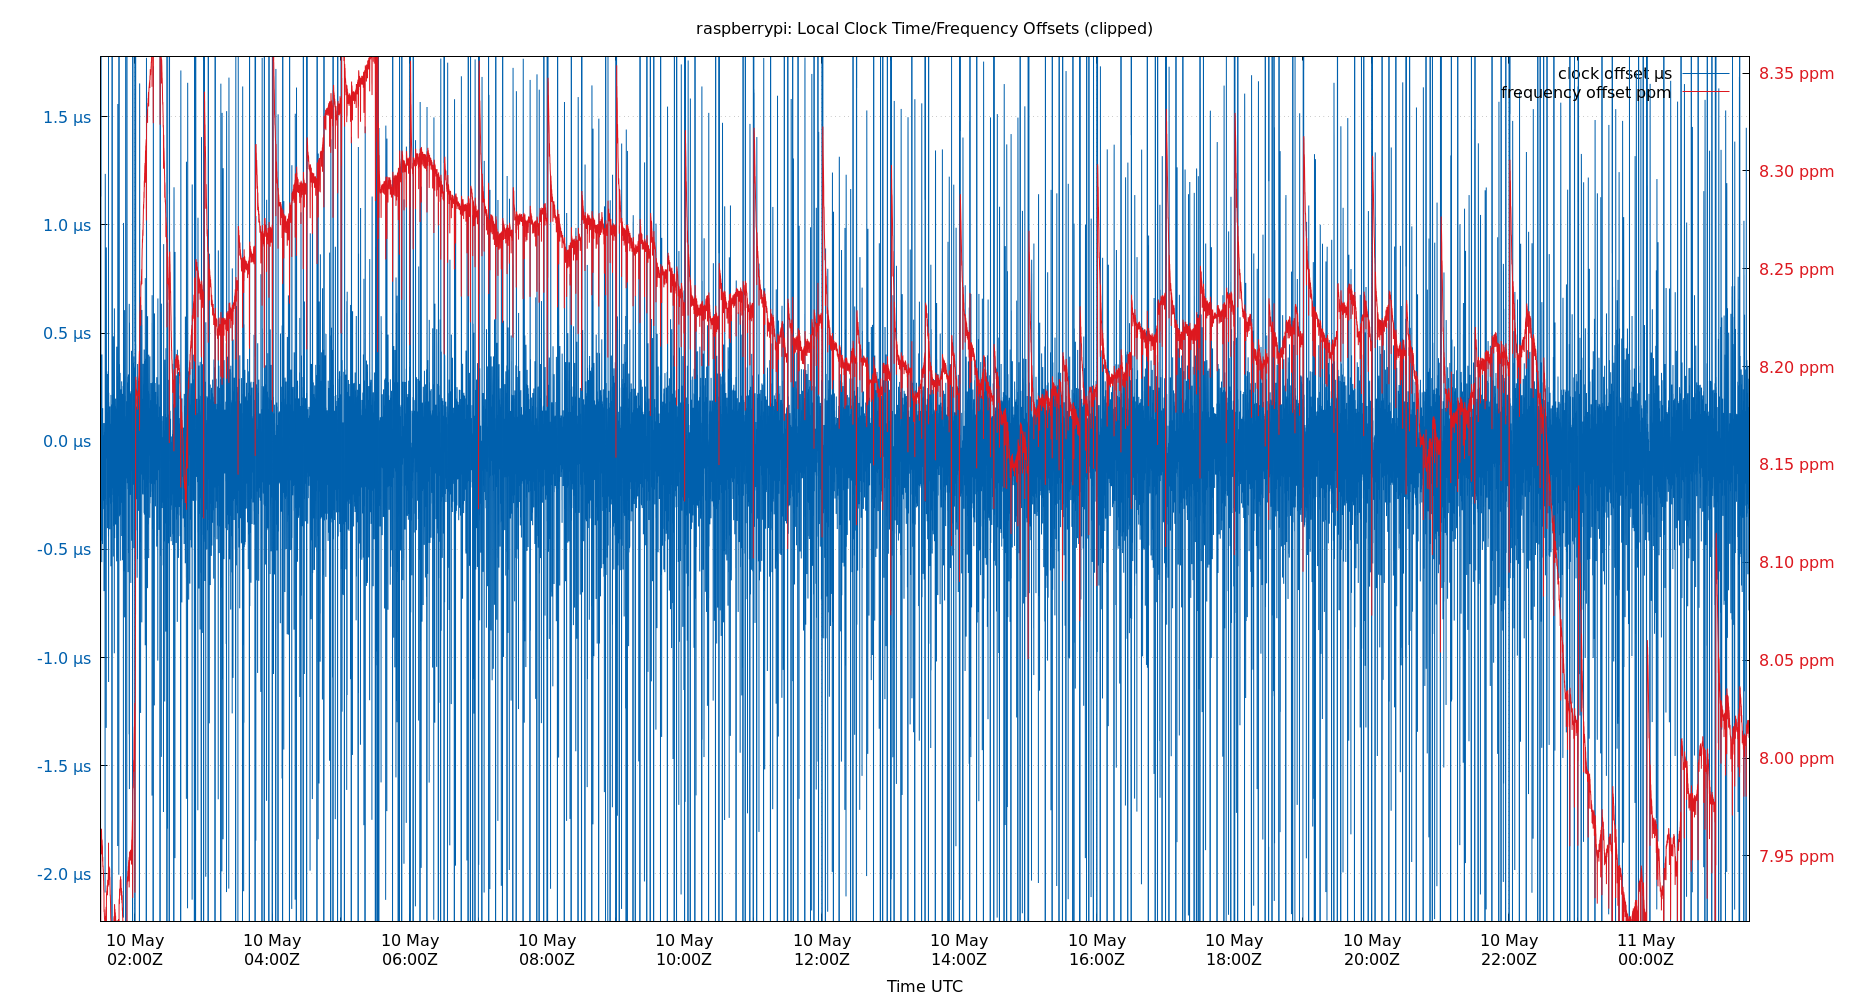 raspberrypi: Local Clock Time/Frequency Offsets (clipped)
clock offset µs
frequency offset ppm
1.5 µs
1.0 µs
0.5 µs
0.0 µs
-0.5 µs
-1.0 µs
-1.5 µs
-2.0 µs
8.35 ppm
8.30 ppm
8.25 ppm
8.20 ppm
8.15 ppm
8.10 ppm
8.05 ppm
8.00 ppm
7.95 ppm
10 May 10 May 10 May 10 May 10 May 10 May 10 May 10 May 10 May 10 May 10 May 11 May
02:00Z 04:00Z 06:00Z 08:00Z 10:00Z 12:00Z 14:00Z 16:00Z 18:00Z 20:00Z 22:00Z 00:00Z
Time UTC